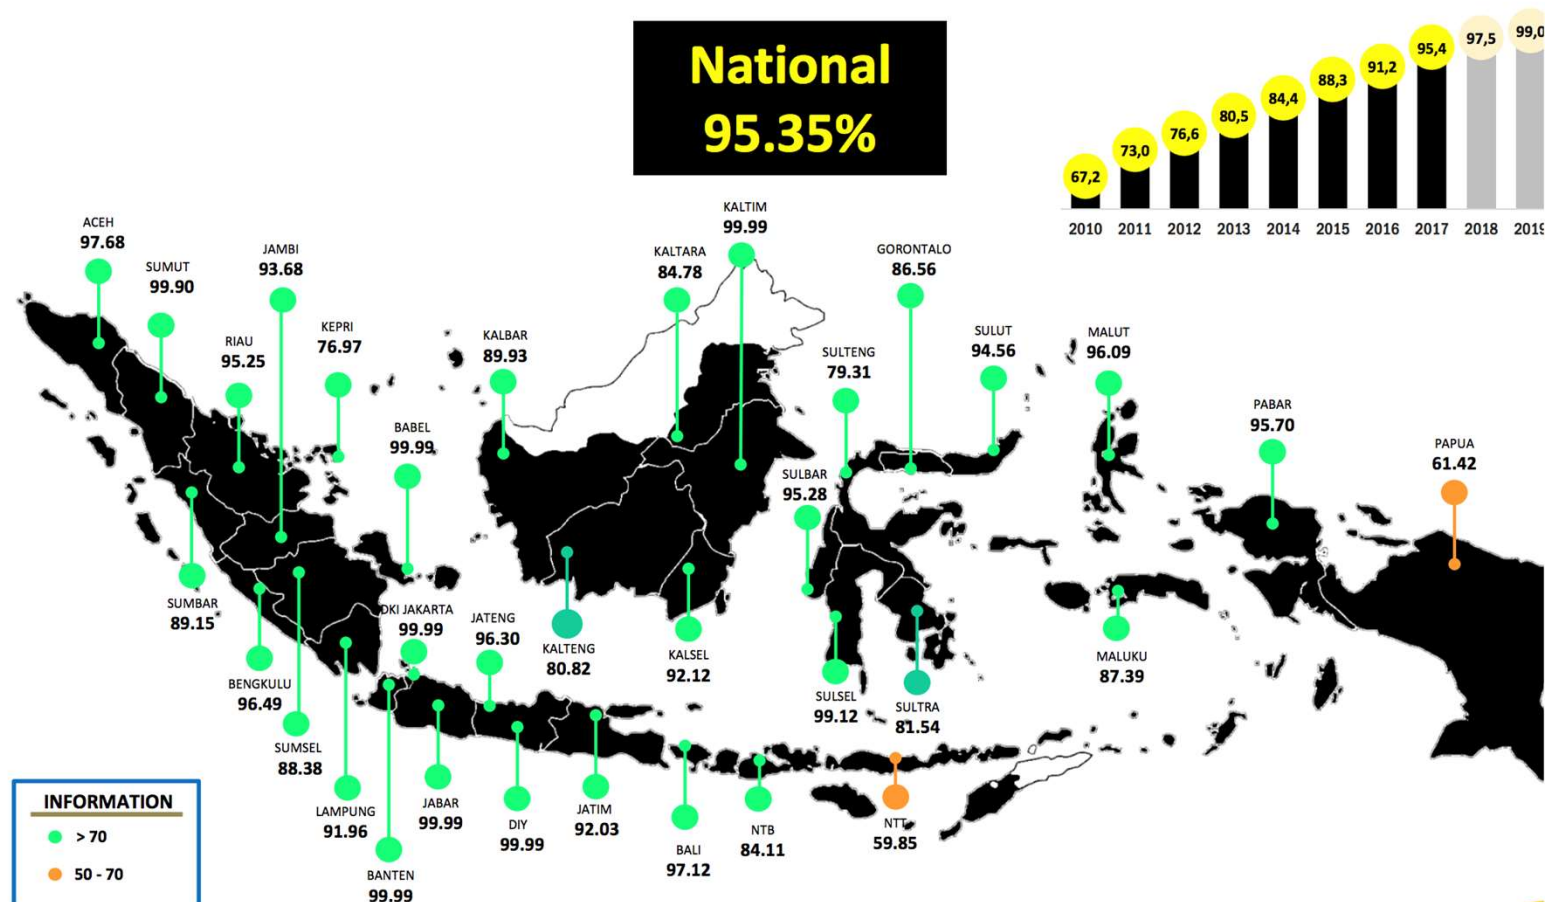 National
95.35%
67,2
73,0
76,6
80,5
84,4
88,3
91,2
95,4
97,5
99,0
2010
2011
2012
2013
2014
2015
2016
2017
2018
2019
ACEH
97.68
SUMUT
99.90
JAMBI
93.68
RIAU
95.25
KEPRI
76.97
BABEL
99.99
KALBAR
89.93
KALTARA
84.78
KALTIM
99.99
GORONTALO
86.56
SULTENG
79.31
SULUT
94.56
MALUT
96.09
PABAR
95.70
PAPUA
61.42
SULBAR
95.28
SUMBAR
89.15
BENGKULU
96.49
SUMSEL
88.38
LAMPUNG
91.96
BANTEN
99.99
DKI JAKARTA
99.99
JABAR
99.99
JATENG
96.30
DIY
99.99
JATIM
92.03
KALTENG
80.82
KALSEL
92.12
BALI
97.12
NTB
84.11
SULSEL
99.12
SULTRA
81.54
NTT
59.85
MALUKU
87.39
INFORMATION
> 70
50 - 70